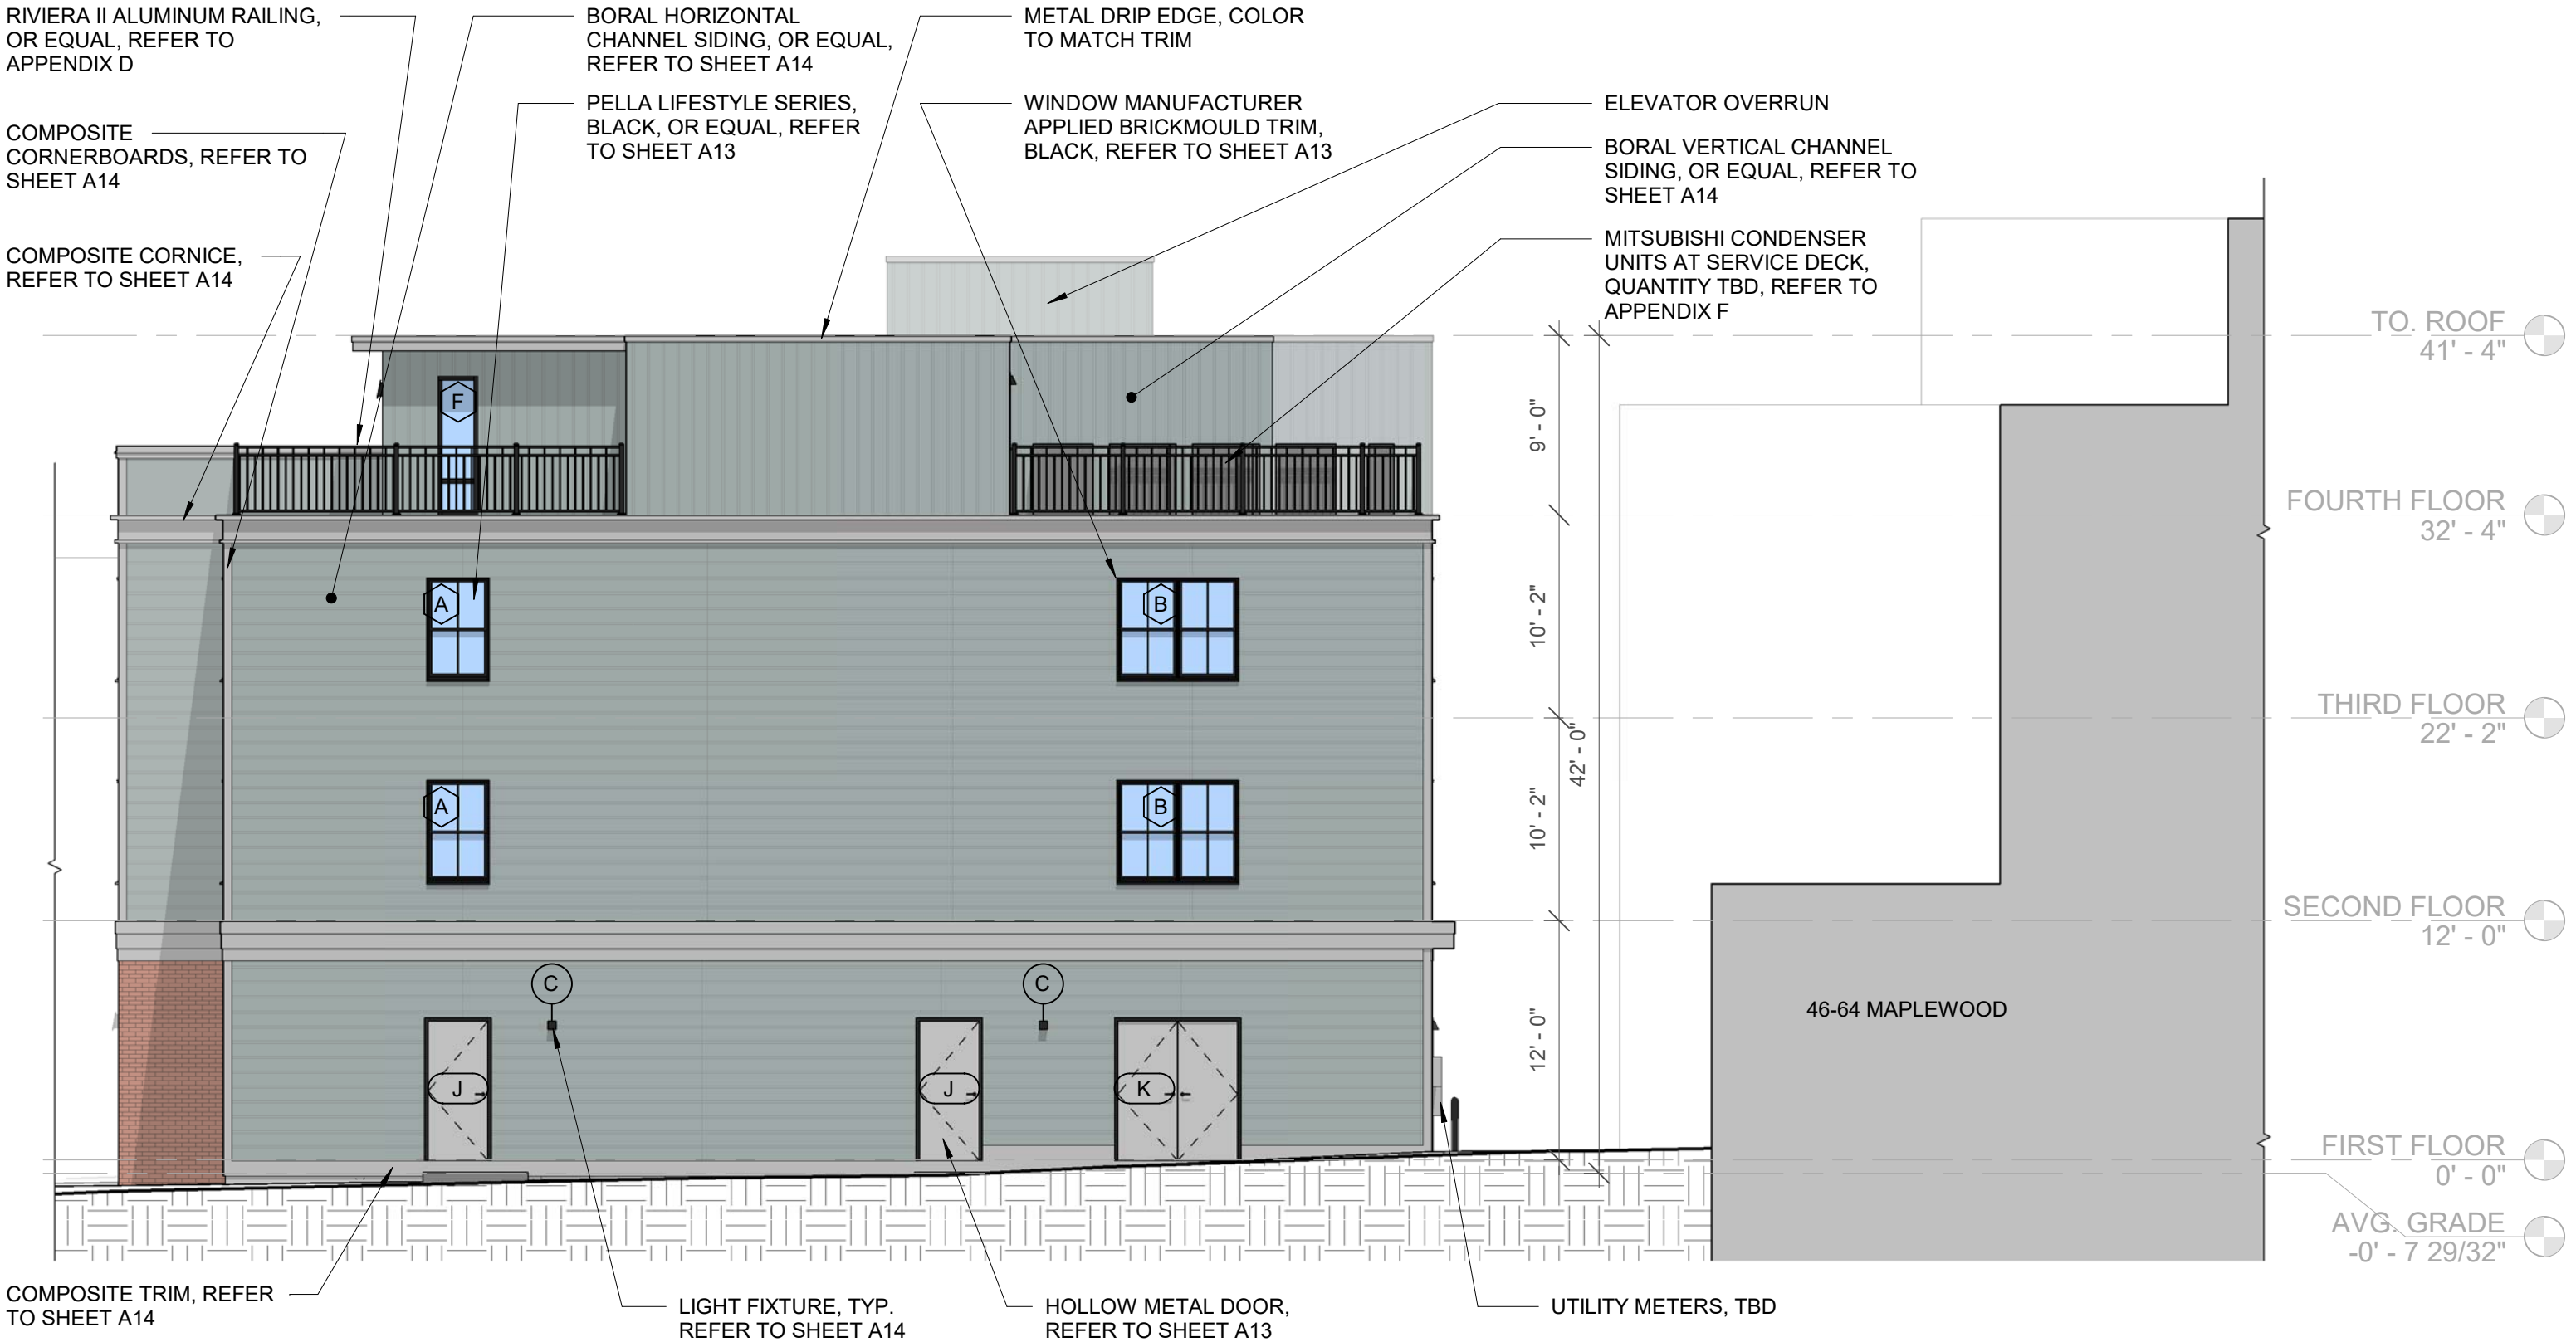 RIVIERA II ALUMINUM RAILING,
OR EQUAL, REFER TO
APPENDIX D
BORAL HORIZONTAL
CHANNEL SIDING, OR EQUAL,
REFER TO SHEET A14
METAL DRIP EDGE, COLOR
TO MATCH TRIM
COMPOSITE
CORNERBOARDS, REFER TO
SHEET A14
PELLA LIFESTYLE SERIES,
BLACK, OR EQUAL, REFER
TO SHEET A13
WINDOW MANUFACTURER
APPLIED BRICKMOULD TRIM,
BLACK, REFER TO SHEET A13
ELEVATOR OVERRUN
BORAL VERTICAL CHANNEL
SIDING, OR EQUAL, REFER TO
SHEET A14
COMPOSITE CORNICE,
REFER TO SHEET A14
MITSUBISHI CONDENSER
UNITS AT SERVICE DECK,
QUANTITY TBD, REFER TO
APPENDIX F
TO. ROOF
41' - 4"
F
9' - 0"
FOURTH FLOOR
32' - 4"
A
B
10' - 2"
THIRD FLOOR
22' - 2"
42' - 0"
A
B
10' - 2"
SECOND FLOOR
12' - 0"
C
C
46-64 MAPLEWOOD
12' - 0"
J
J
K
FIRST FLOOR
0' - 0"
AVG. GRADE
-0' - 7 29/32"
COMPOSITE TRIM, REFER
TO SHEET A14
LIGHT FIXTURE, TYP.
REFER TO SHEET A14
HOLLOW METAL DOOR,
REFER TO SHEET A13
UTILITY METERS, TBD